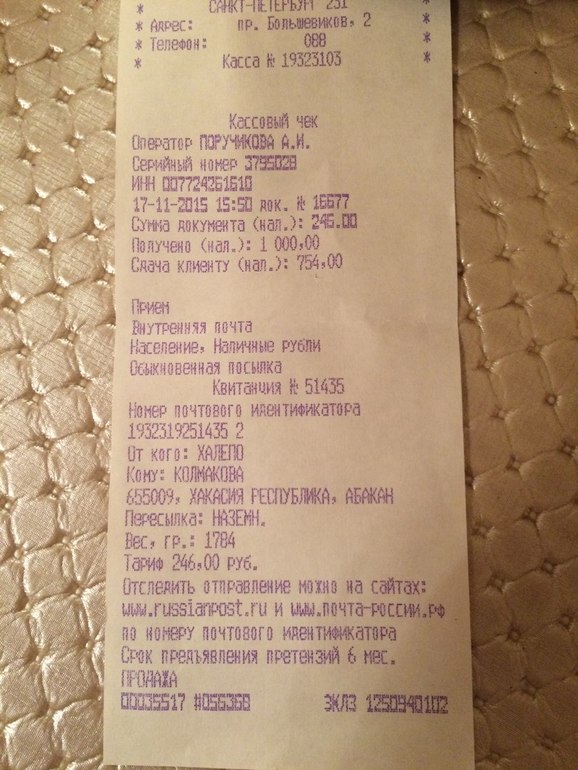 * САНКТ-ПЕТЕРБУРГ 231 *
* Адрес: пр. Большевиков, 2 *
* Телефон: 088 *
* Касса № 19323103 *
Кассовый чек
Оператор ПОРУЧИКОВА А.И.
Серийный номер 3795028
ИНН 007724261610
17-11-2015 15:50 док. № 16677
Сумма документа (нал.): 246.00
Получено (нал.): 1 000,00
Сдача клиенту (нал.): 754,00
Прием
Внутренняя почта
Население, Наличные рубли
Обыкновенная посылка
Квитанция № 51435
Номер почтового идентификатора
1932319251435 2
От кого: ХАЛЕПО
Кому: КОЛМАКОВА
655009, ХАКАСИЯ РЕСПУБЛИКА, АБАКАН
Пересылка: НАЗЕМН.
Вес, гр.: 1784
Тариф 246,00 руб.
Отследить отправление можно на сайтах:
www.russianpost.ru и www.почта-россии.рф
по номеру почтового идентификатора
Срок предъявления претензий 6 мес.
ПРОДАЖА
00035517 #056368 ЭКЛЗ 1250940102